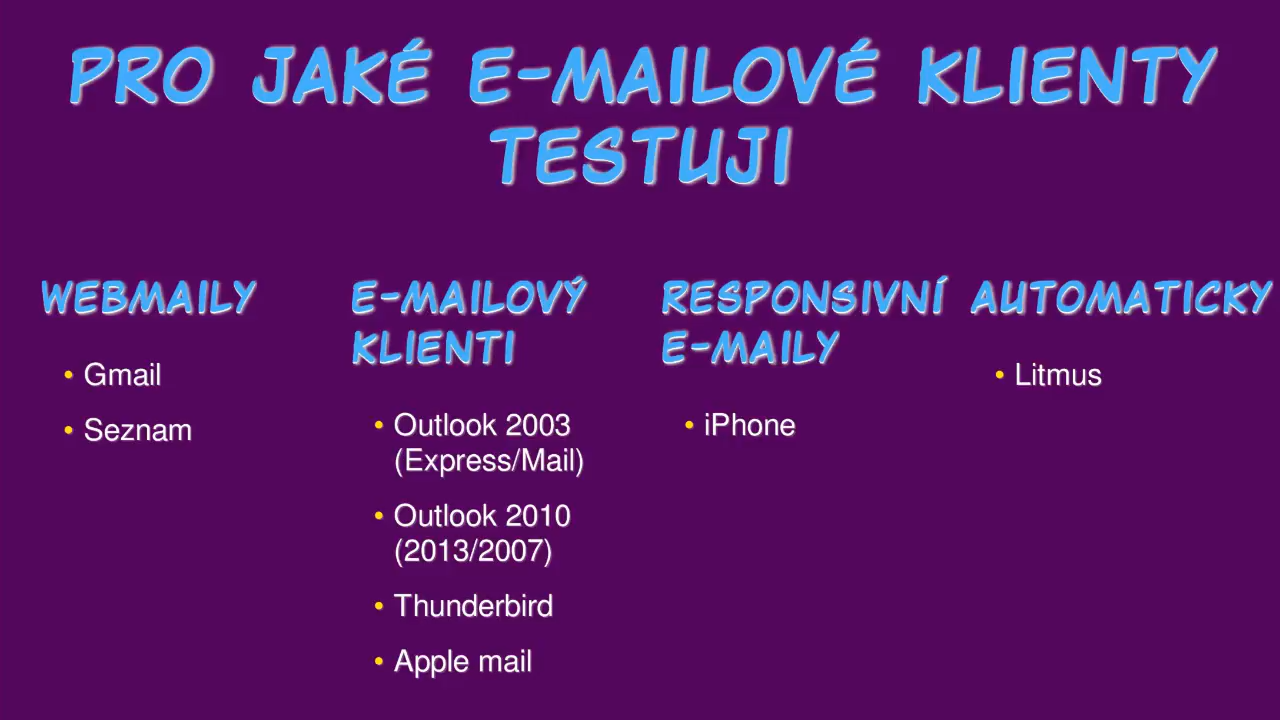 PRO JAKÉ E-MAILOVÉ KLIENTY
TESTUJI
WEBMAILY
• Gmail
• Seznam
E-MAILOVÝ
KLIENTI
• Outlook 2003
(Express/Mail)
• Outlook 2010
(2013/2007)
• Thunderbird
• Apple mail
RESPONSIVNÍ
E-MAILY
• iPhone
AUTOMATICKY
• Litmus